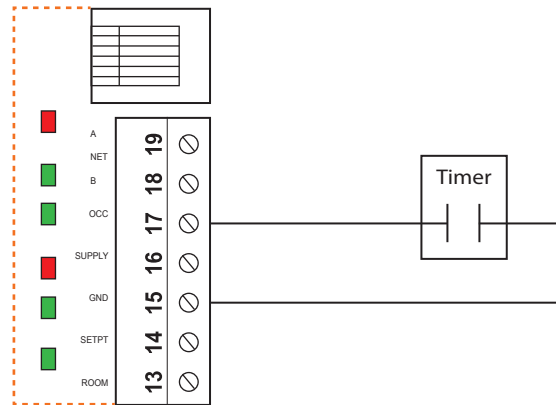 A
19
NET
18
B
OCC
17
Timer
SUPPLY
16
GND
15
SETPT
14
ROOM
13